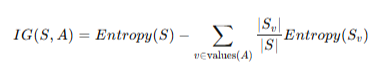 IG(S, A) = Entropy(S) − ∑_{v∈values(A)} |S_v|/|S| Entropy(S_v)